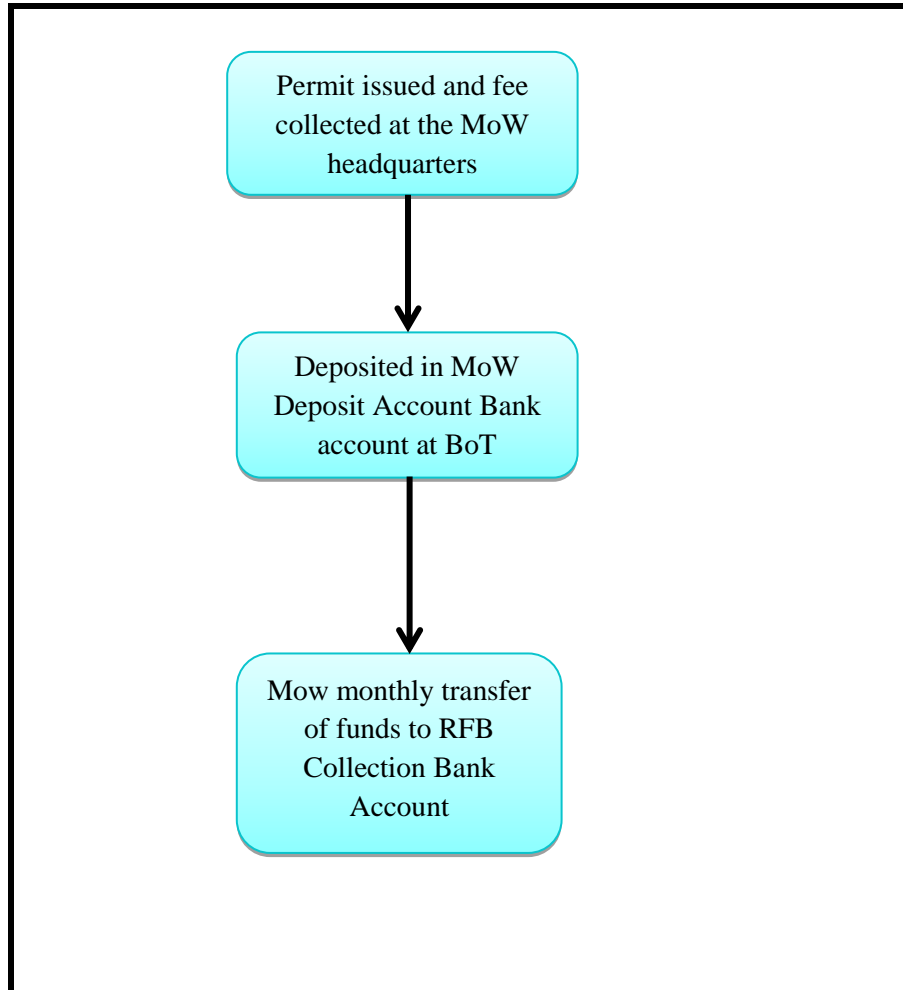 Permit issued and fee
collected at the MoW
headquarters
Deposited in MoW
Deposit Account Bank
account at BoT
Mow monthly transfer
of funds to RFB
Collection Bank
Account